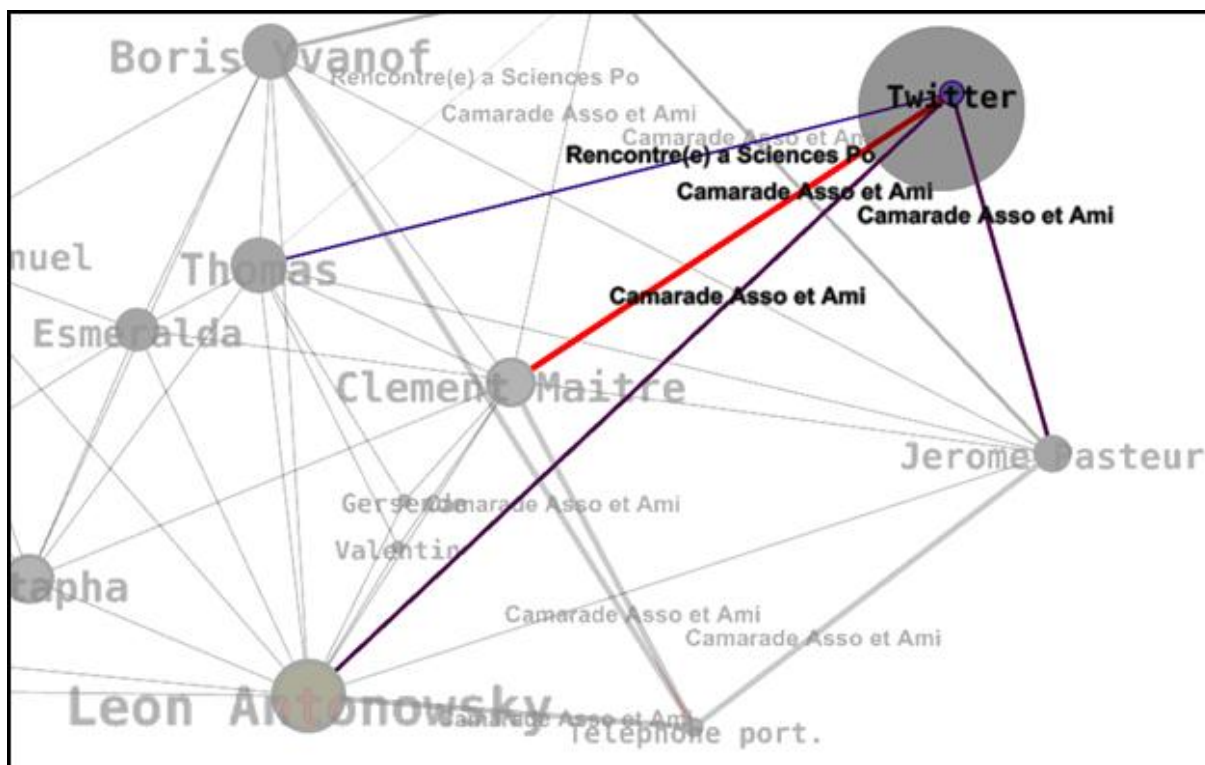 Boris Yvanof
Rencontre(e) a Sciences Po
Camarade Asso et Ami
Twitter
Camarade Asso et Ami
Rencontre(e) a Sciences Po
Camarade Asso et Ami
Camarade Asso et Ami
nuel
Thomas
Camarade Asso et Ami
Esmeralda
Clement Maitre
Jerome Pasteur
Camarade Asso et Ami
Valentin
tapha
Camarade Asso et Ami
Camarade Asso et Ami
Leon Antonowsky
Camarade Asso et Ami
Telephone port.